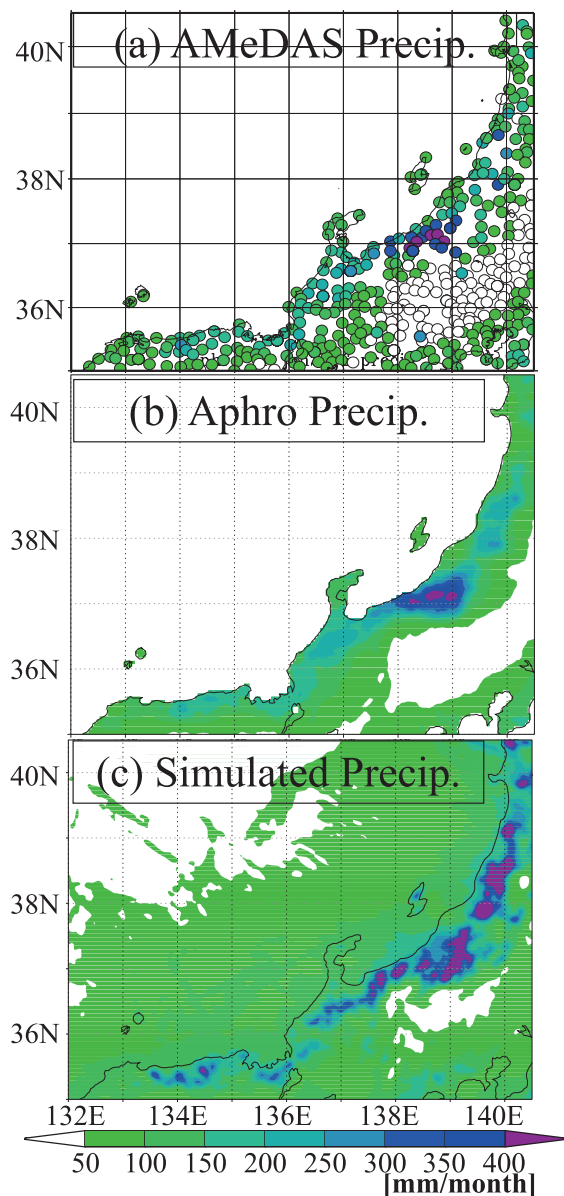 (a) AMeDAS Precip.
40N
38N
36N
(b) Aphro Precip.
40N
38N
36N
(c) Simulated Precip.
40N
38N
36N
132E 134E 136E 138E 140E
50 100 150 200 250 300 350 400
[mm/month]